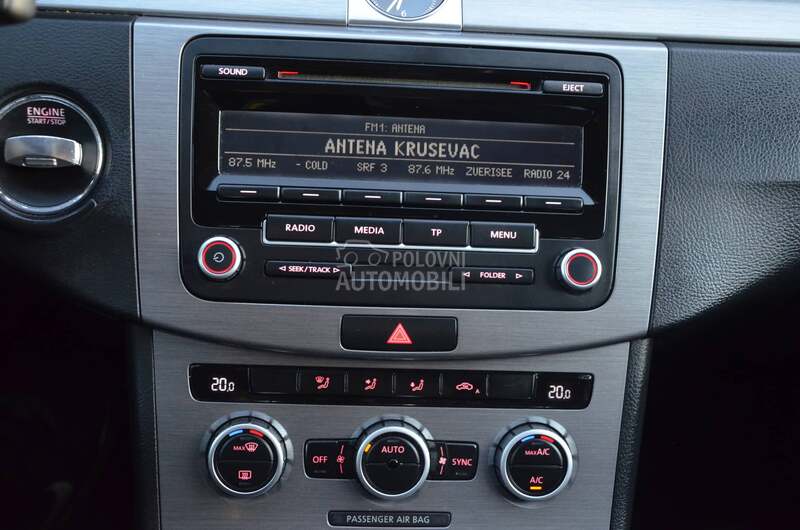 SOUND
EJECT
FM1: ANTENA
ANTENA KRUSEVAC
87.5 MHz - COLD SRF 3 87.6 MHz ZVERISEE RADIO 24
ENGINE
START/STOP
RADIO MEDIA TP MENU
SEEK/TRACK FOLDER
POLOVNI
AUTOMOBILI
20.0 20.0
MAX OFF AUTO SYNC MAX A/C
A/C
PASSENGER AIR BAG